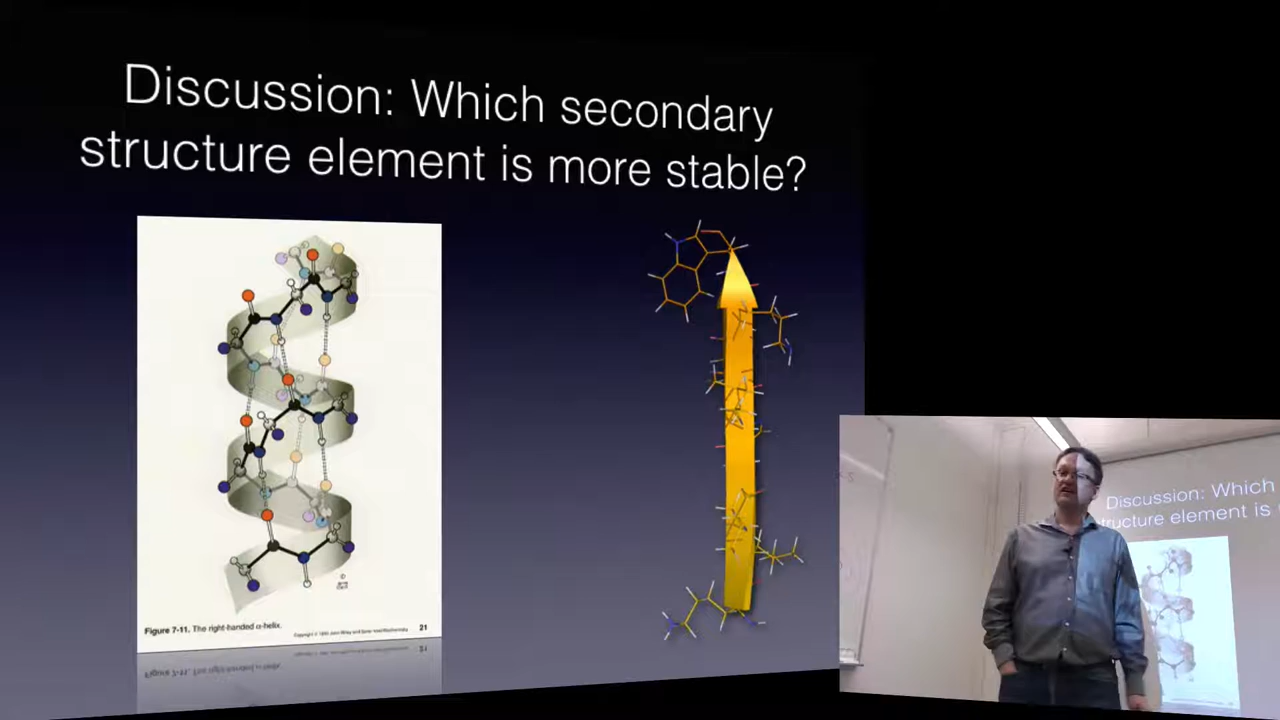 Discussion: Which secondary
structure element is more stable?
Figure 7-11. The right-handed α-helix.
21
Discussion: Which
tructure element is